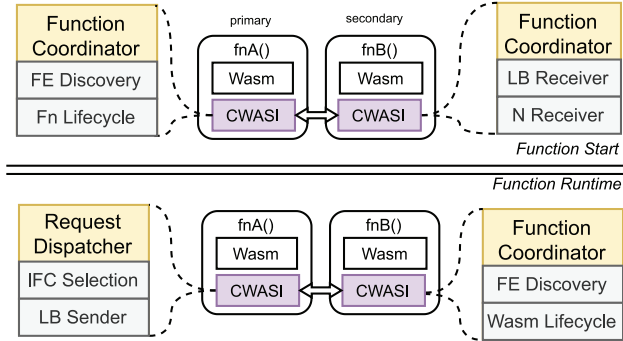 primary
secondary
Function
Coordinator
FE Discovery
Fn Lifecycle
fnA()
Wasm
CWASI
fnB()
Wasm
CWASI
Function
Coordinator
LB Receiver
N Receiver
Function Start
Function Runtime
Request
Dispatcher
IFC Selection
LB Sender
fnA()
Wasm
CWASI
fnB()
Wasm
CWASI
Function
Coordinator
FE Discovery
Wasm Lifecycle